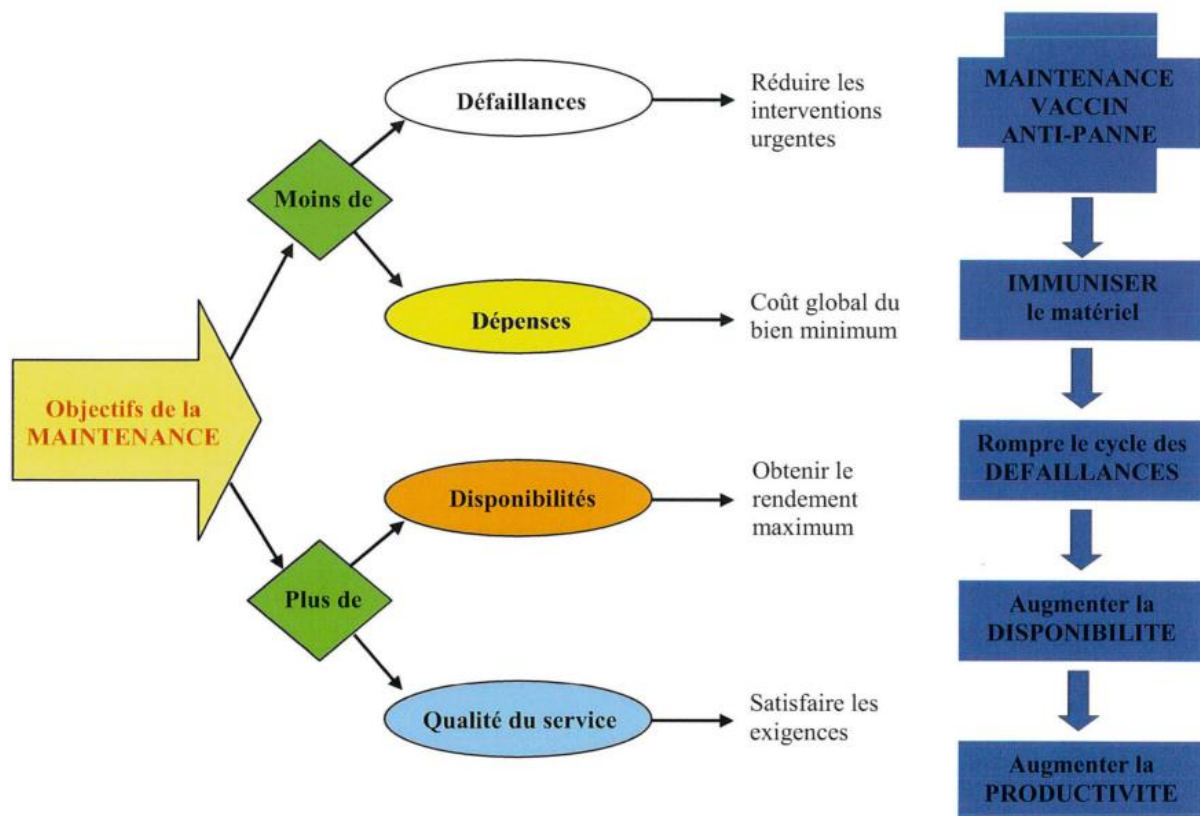 Objectifs de la
MAINTENANCE
Moins de
Défaillances
Réduire les
interventions
urgentes
Dépenses
Coût global du
bien minimum
Plus de
Disponibilités
Obtenir le
rendement
maximum
Qualité du service
Satisfaire les
exigences
MAINTENANCE
VACCIN
ANTI-PANNE
IMMUNISER
le matériel
Rompre le cycle des
DEFAILLANCES
Augmenter la
DISPONIBILITE
Augmenter la
PRODUCTIVITE